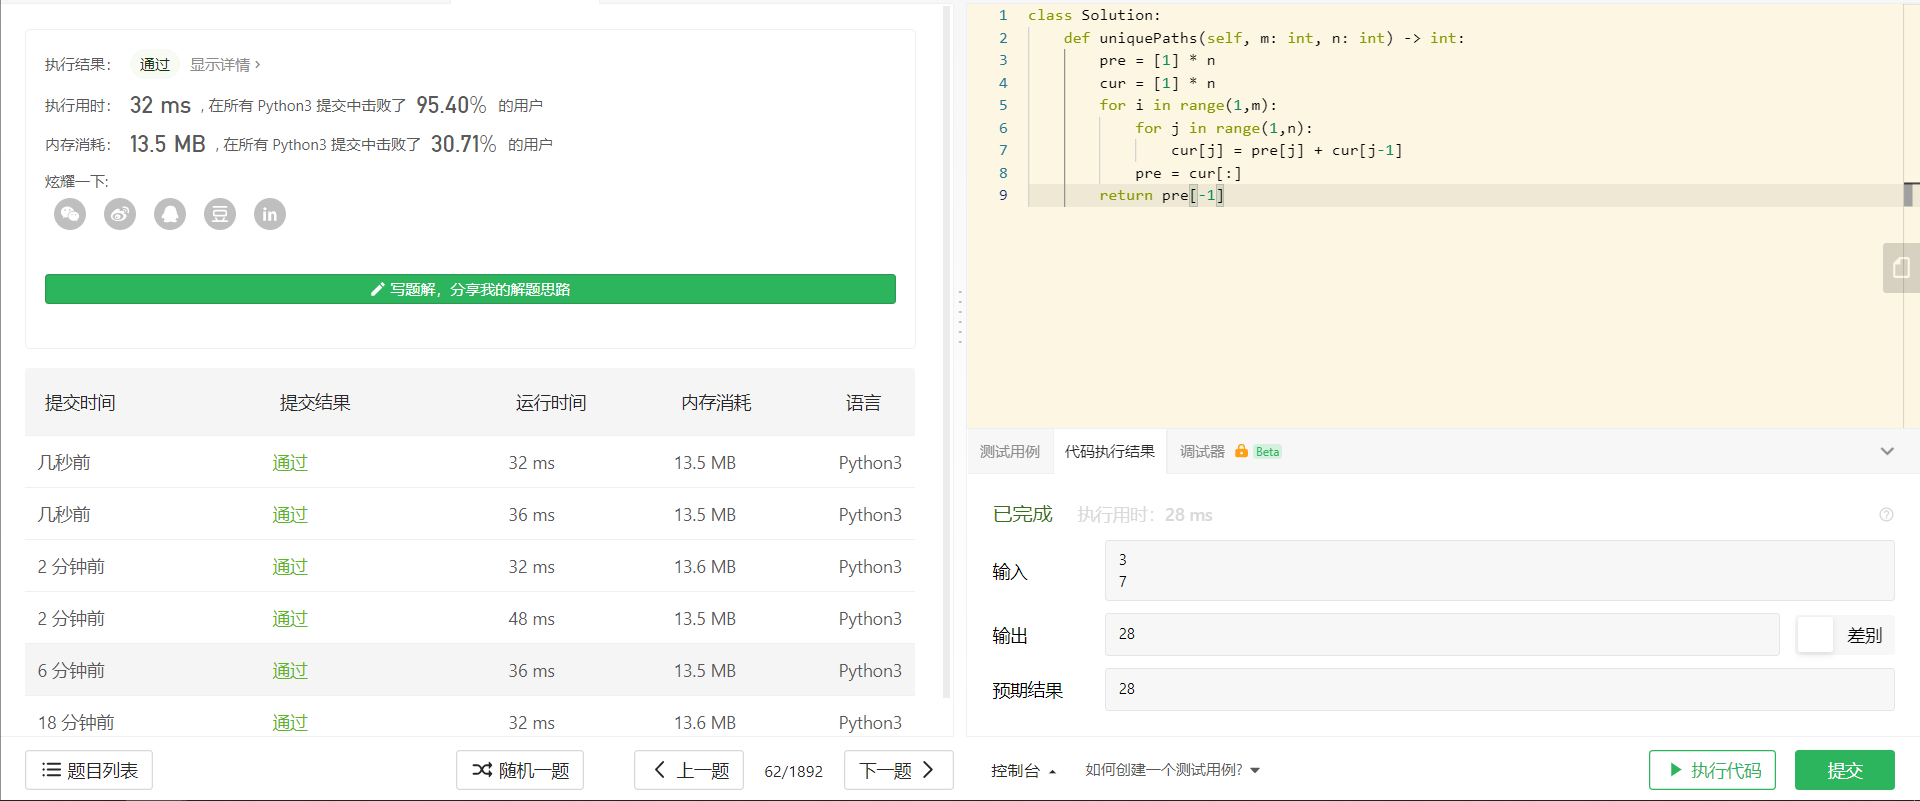 执行结果： 通过 显示详情 ›
执行用时： 32 ms , 在所有 Python3 提交中击败了 95.40% 的用户
内存消耗： 13.5 MB , 在所有 Python3 提交中击败了 30.71% 的用户
炫耀一下:
豆 in
写题解，分享我的解题思路
提交时间 提交结果 运行时间 内存消耗 语言
几秒前 通过 32 ms 13.5 MB Python3
几秒前 通过 36 ms 13.5 MB Python3
2 分钟前 通过 32 ms 13.6 MB Python3
2 分钟前 通过 48 ms 13.5 MB Python3
6 分钟前 通过 36 ms 13.5 MB Python3
18 分钟前 通过 32 ms 13.6 MB Python3
题目列表 随机一题 上一题 62/1892 下一题
1 class Solution:
2     def uniquePaths(self, m: int, n: int) -> int:
3         pre = [1] * n
4         cur = [1] * n
5         for i in range(1,m):
6             for j in range(1,n):
7                 cur[j] = pre[j] + cur[j-1]
8             pre = cur[:]
9         return pre[-1]
测试用例 代码执行结果 调试器 Beta
已完成 执行用时：28 ms
输入
3
7
输出 28 差别
预期结果 28
控制台 如何创建一个测试用例? 执行代码 提交